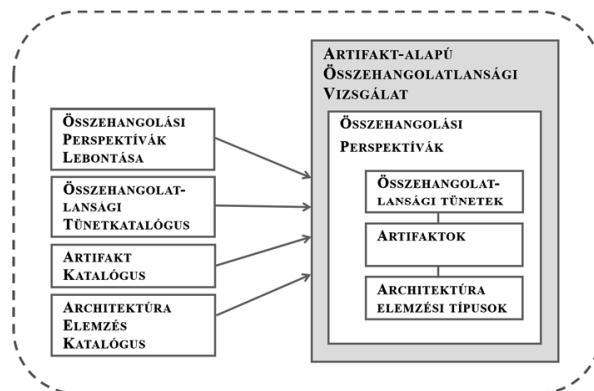 ÖSSZEHANGOLÁSI
PERSPEKTÍVÁK
LEBONTÁSA
ÖSSZEHANGOLAT-
LANSÁGI
TÜNETKATALÓGUS
ARTIFAKT
KATALÓGUS
ARCHITEKTÚRA
ELEMZÉS
KATALÓGUS
ARTIFAKT-ALAPÚ
ÖSSZEHANGOLATLANSÁGI
VIZSGÁLAT
ÖSSZEHANGOLÁSI
PERSPEKTÍVÁK
ÖSSZEHANGOLAT-
LANSÁGI TÜNETEK
ARTIFAKTOK
ARCHITEKTÚRA
ELEMZÉSI TÍPUSOK